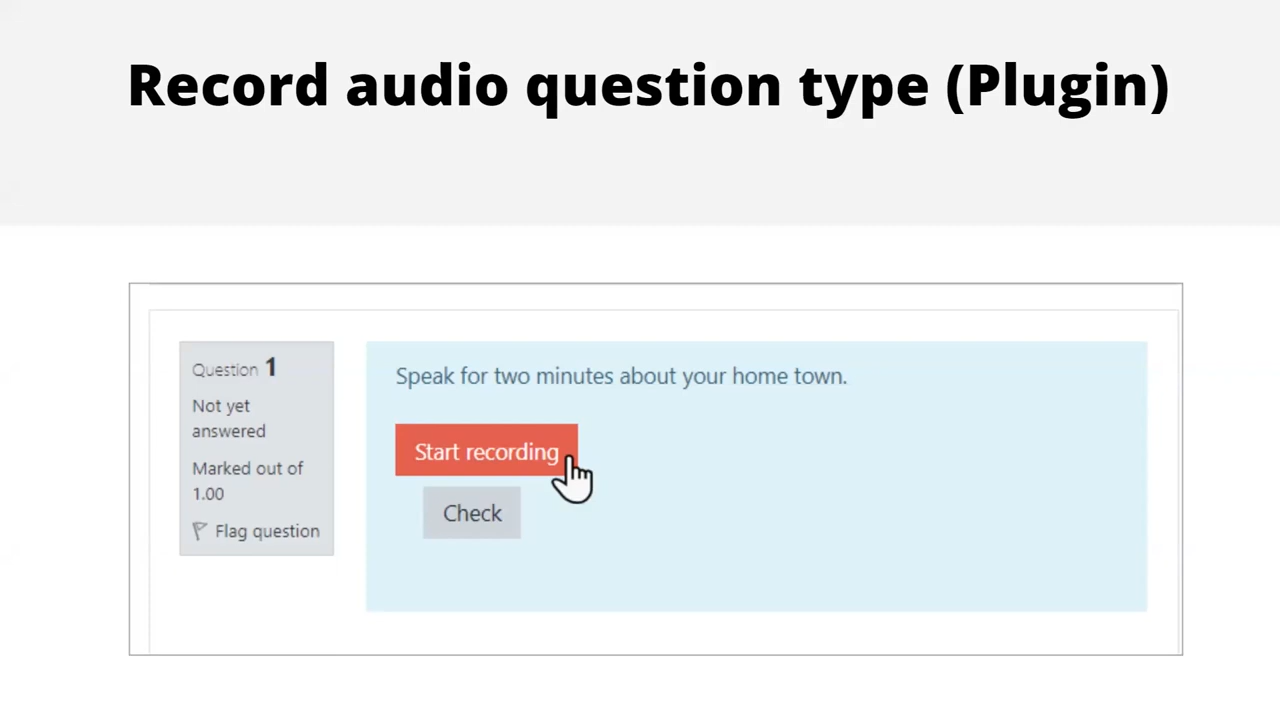 Record audio question type (Plugin)
Question 1
Not yet
answered
Marked out of
1.00
Flag question
Speak for two minutes about your home town.
Start recording
Check